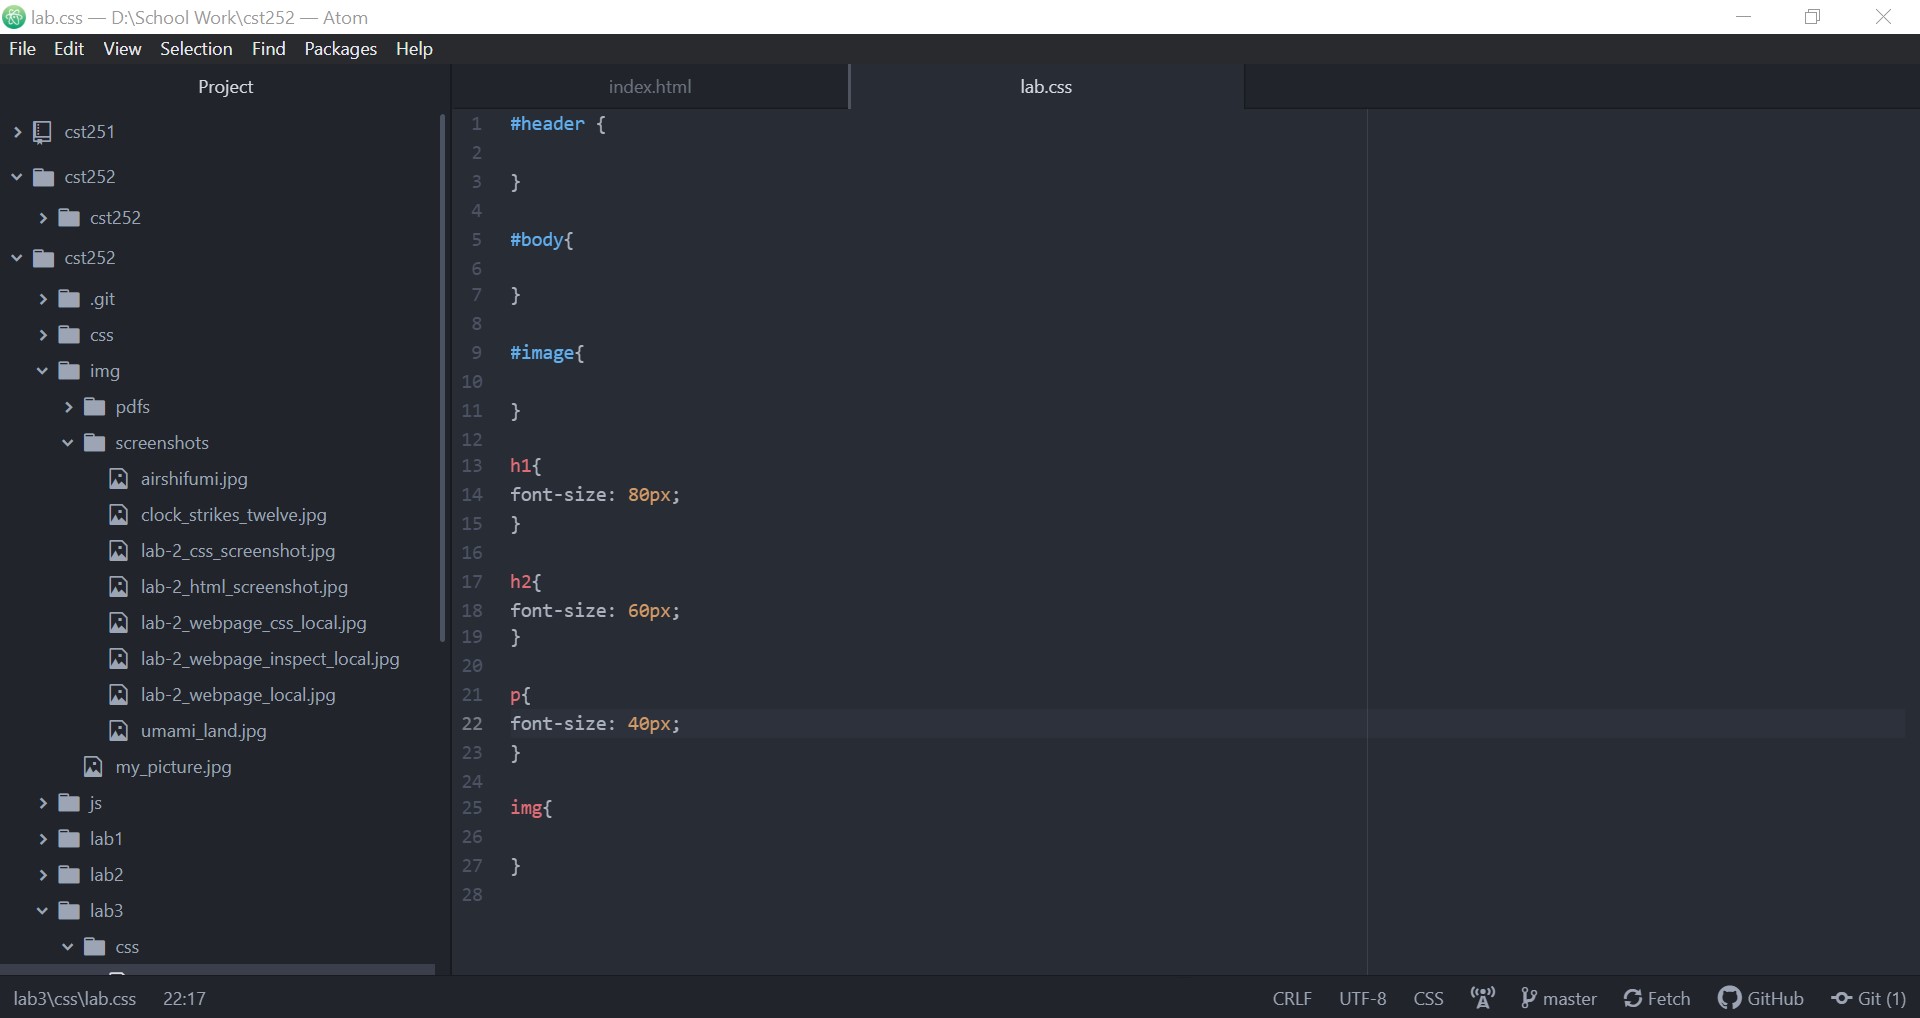 lab.css — D:\School Work\cst252 — Atom
File Edit View Selection Find Packages Help
Project
cst251
cst252
cst252
cst252
.git
css
img
pdfs
screenshots
airshifumi.jpg
clock_strikes_twelve.jpg
lab-2_css_screenshot.jpg
lab-2_html_screenshot.jpg
lab-2_webpage_css_local.jpg
lab-2_webpage_inspect_local.jpg
lab-2_webpage_local.jpg
umami_land.jpg
my_picture.jpg
js
lab1
lab2
lab3
css
index.html lab.css
1 #header {
2
3 }
4
5 #body{
6
7 }
8
9 #image{
10
11 }
12
13 h1{
14 font-size: 80px;
15 }
16
17 h2{
18 font-size: 60px;
19 }
20
21 p{
22 font-size: 40px;
23 }
24
25 img{
26
27 }
28
lab3\css\lab.css 22:17 CRLF UTF-8 CSS master Fetch GitHub Git (1)